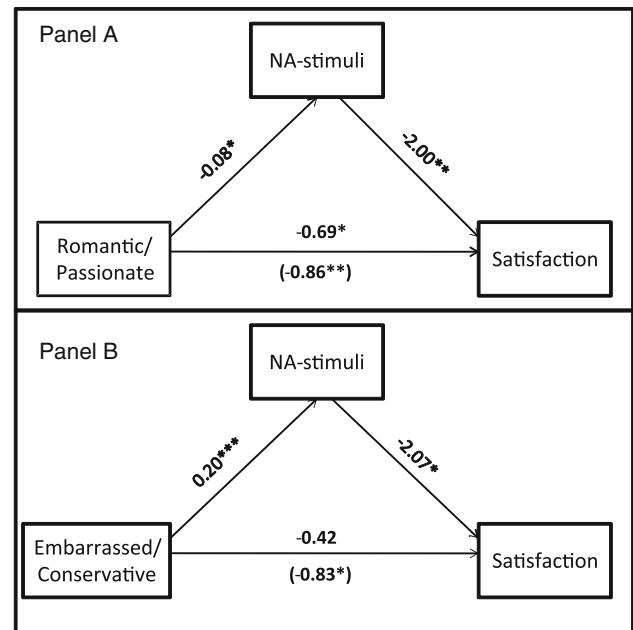 Panel A
NA-stimuli
-0.08*
-2.00**
-0.69*
(-0.86**)
Romantic/
Passionate
Satisfaction
Panel B
NA-stimuli
0.20***
-2.07*
-0.42
(-0.83*)
Embarrassed/
Conservative
Satisfaction